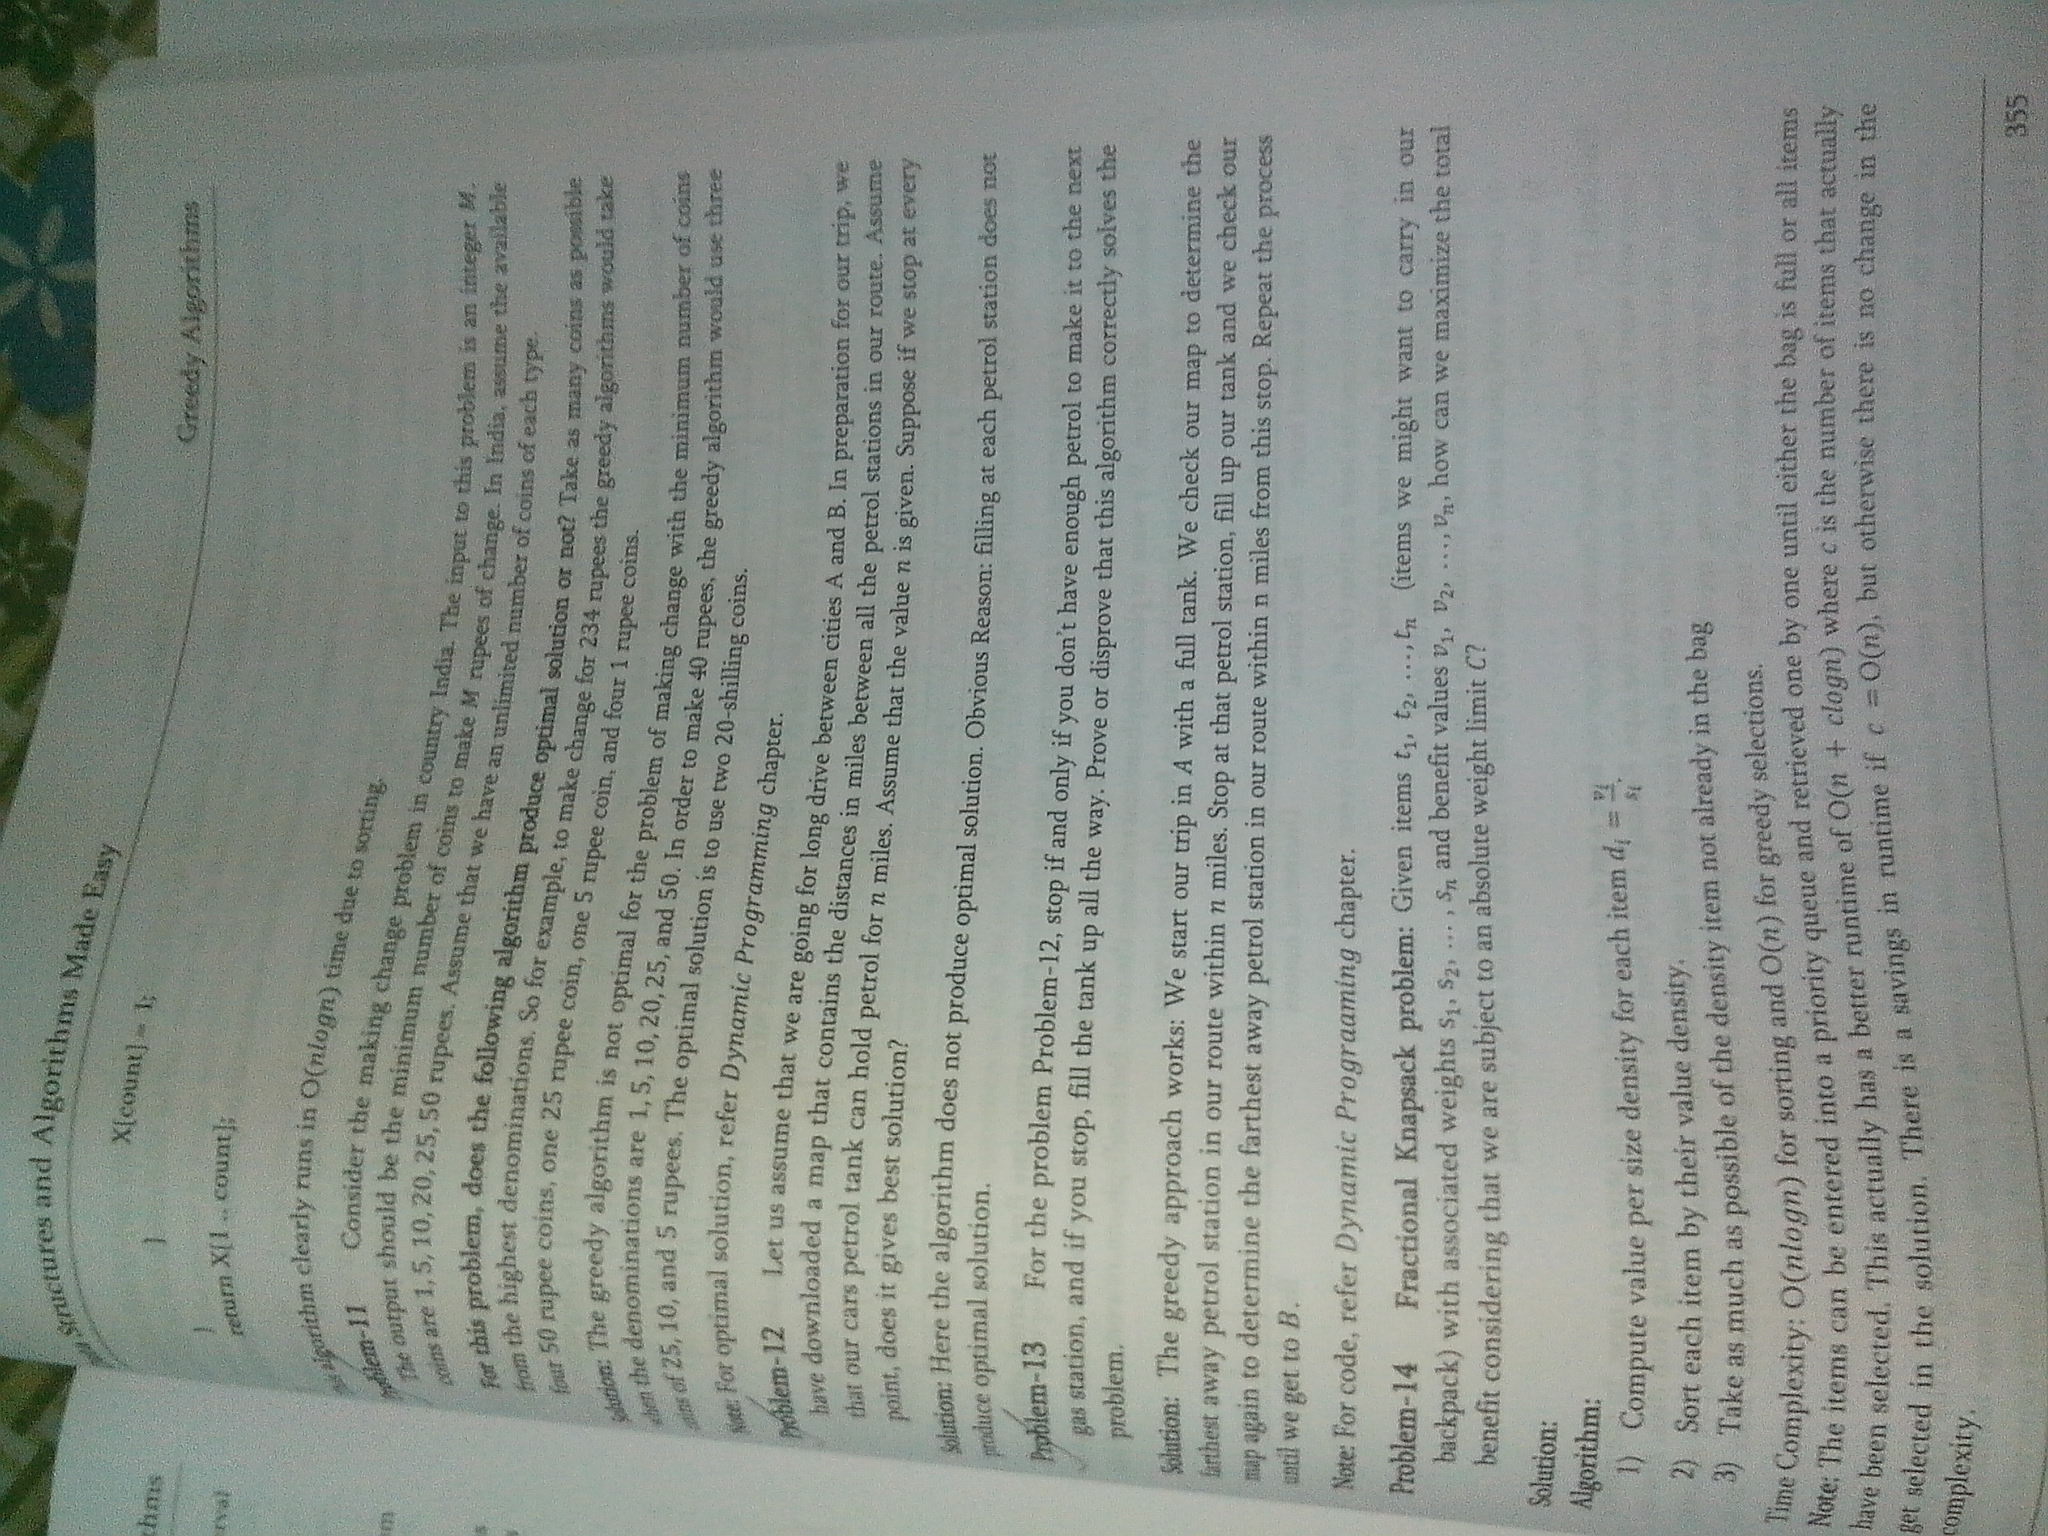 Structures and Algorithms Made Easy
Greedy Algorithms
thms
rval
X[count] = 1;
}
}
return X[1 .. count];
algorithm clearly runs in O(nlogn) time due to sorting.
Problem-11 Consider the making change problem in country India. The input to this problem is an integer M.
The output should be the minimum number of coins to make M rupees of change. In India, assume the available
coins are 1, 5, 10, 20, 25, 50 rupees. Assume that we have an unlimited number of coins of each type.
For this problem, does the following algorithm produce optimal solution or not? Take as many coins as possible
from the highest denominations. So for example, to make change for 234 rupees the greedy algorithms would take
four 50 rupee coins, one 25 rupee coin, one 5 rupee coin, and four 1 rupee coins.
Solution: The greedy algorithm is not optimal for the problem of making change with the minimum number of coins
when the denominations are 1, 5, 10, 20, 25, and 50. In order to make 40 rupees, the greedy algorithm would use three
coins of 25, 10, and 5 rupees. The optimal solution is to use two 20-shilling coins.
Note: For optimal solution, refer Dynamic Programming chapter.
Problem-12 Let us assume that we are going for long drive between cities A and B. In preparation for our trip, we
have downloaded a map that contains the distances in miles between all the petrol stations in our route. Assume
that our cars petrol tank can hold petrol for n miles. Assume that the value n is given. Suppose if we stop at every
point, does it gives best solution?
Solution: Here the algorithm does not produce optimal solution. Obvious Reason: filling at each petrol station does not
produce optimal solution.
Problem-13 For the problem Problem-12, stop if and only if you don't have enough petrol to make it to the next
gas station, and if you stop, fill the tank up all the way. Prove or disprove that this algorithm correctly solves the
problem.
Solution: The greedy approach works: We start our trip in A with a full tank. We check our map to determine the
farthest away petrol station in our route within n miles. Stop at that petrol station, fill up our tank and we check our
map again to determine the farthest away petrol station in our route within n miles from this stop. Repeat the process
until we get to B.
Note: For code, refer Dynamic Prograaming chapter.
Problem-14 Fractional Knapsack problem: Given items t₁, t₂, ..., tₙ (items we might want to carry in our
backpack) with associated weights s₁, s₂, ... , sₙ and benefit values v₁, v₂, ..., vₙ, how can we maximize the total
benefit considering that we are subject to an absolute weight limit C?
Solution:
Algorithm:
1) Compute value per size density for each item dᵢ = vᵢ/sᵢ.
2) Sort each item by their value density.
3) Take as much as possible of the density item not already in the bag
Time Complexity: O(nlogn) for sorting and O(n) for greedy selections.
Note: The items can be entered into a priority queue and retrieved one by one until either the bag is full or all items
have been selected. This actually has a better runtime of O(n + clogn) where c is the number of items that actually
get selected in the solution. There is a savings in runtime if c = O(n), but otherwise there is no change in the
complexity.
355